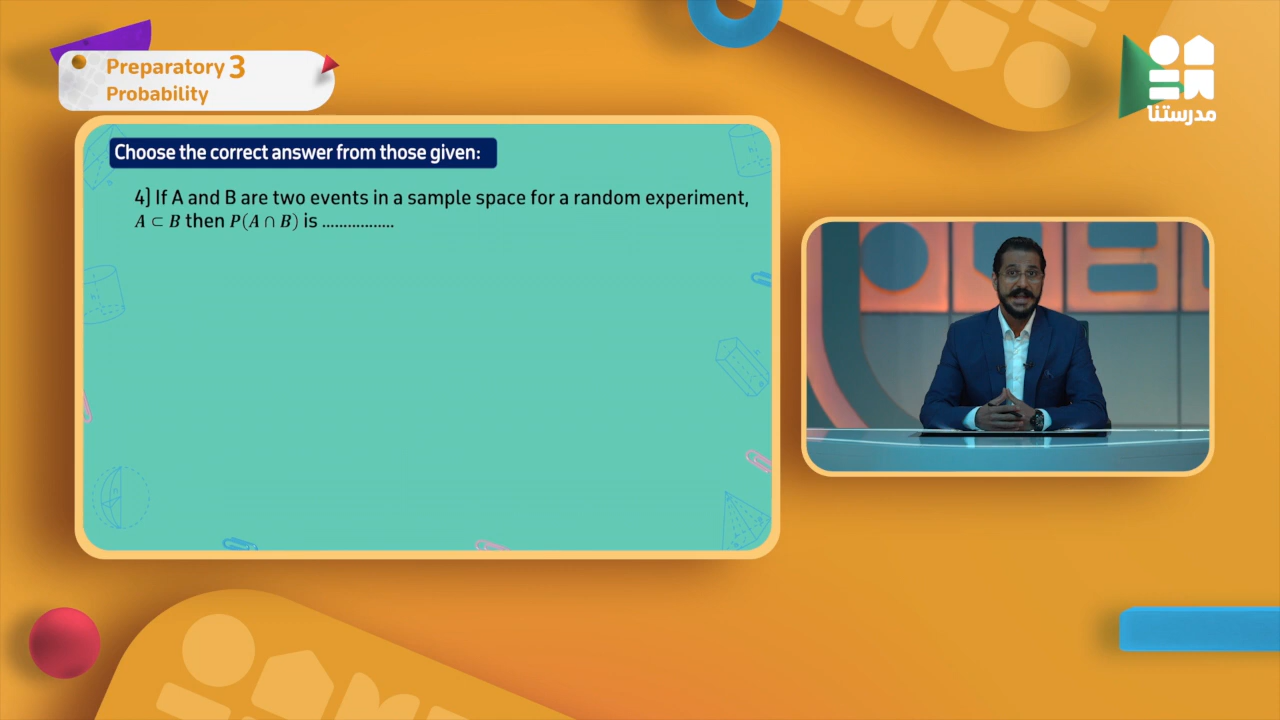 Preparatory 3
Probability
مدرستنا
Choose the correct answer from those given:
4) If A and B are two events in a sample space for a random experiment,
A ⊂ B then P(A ∩ B) is .................